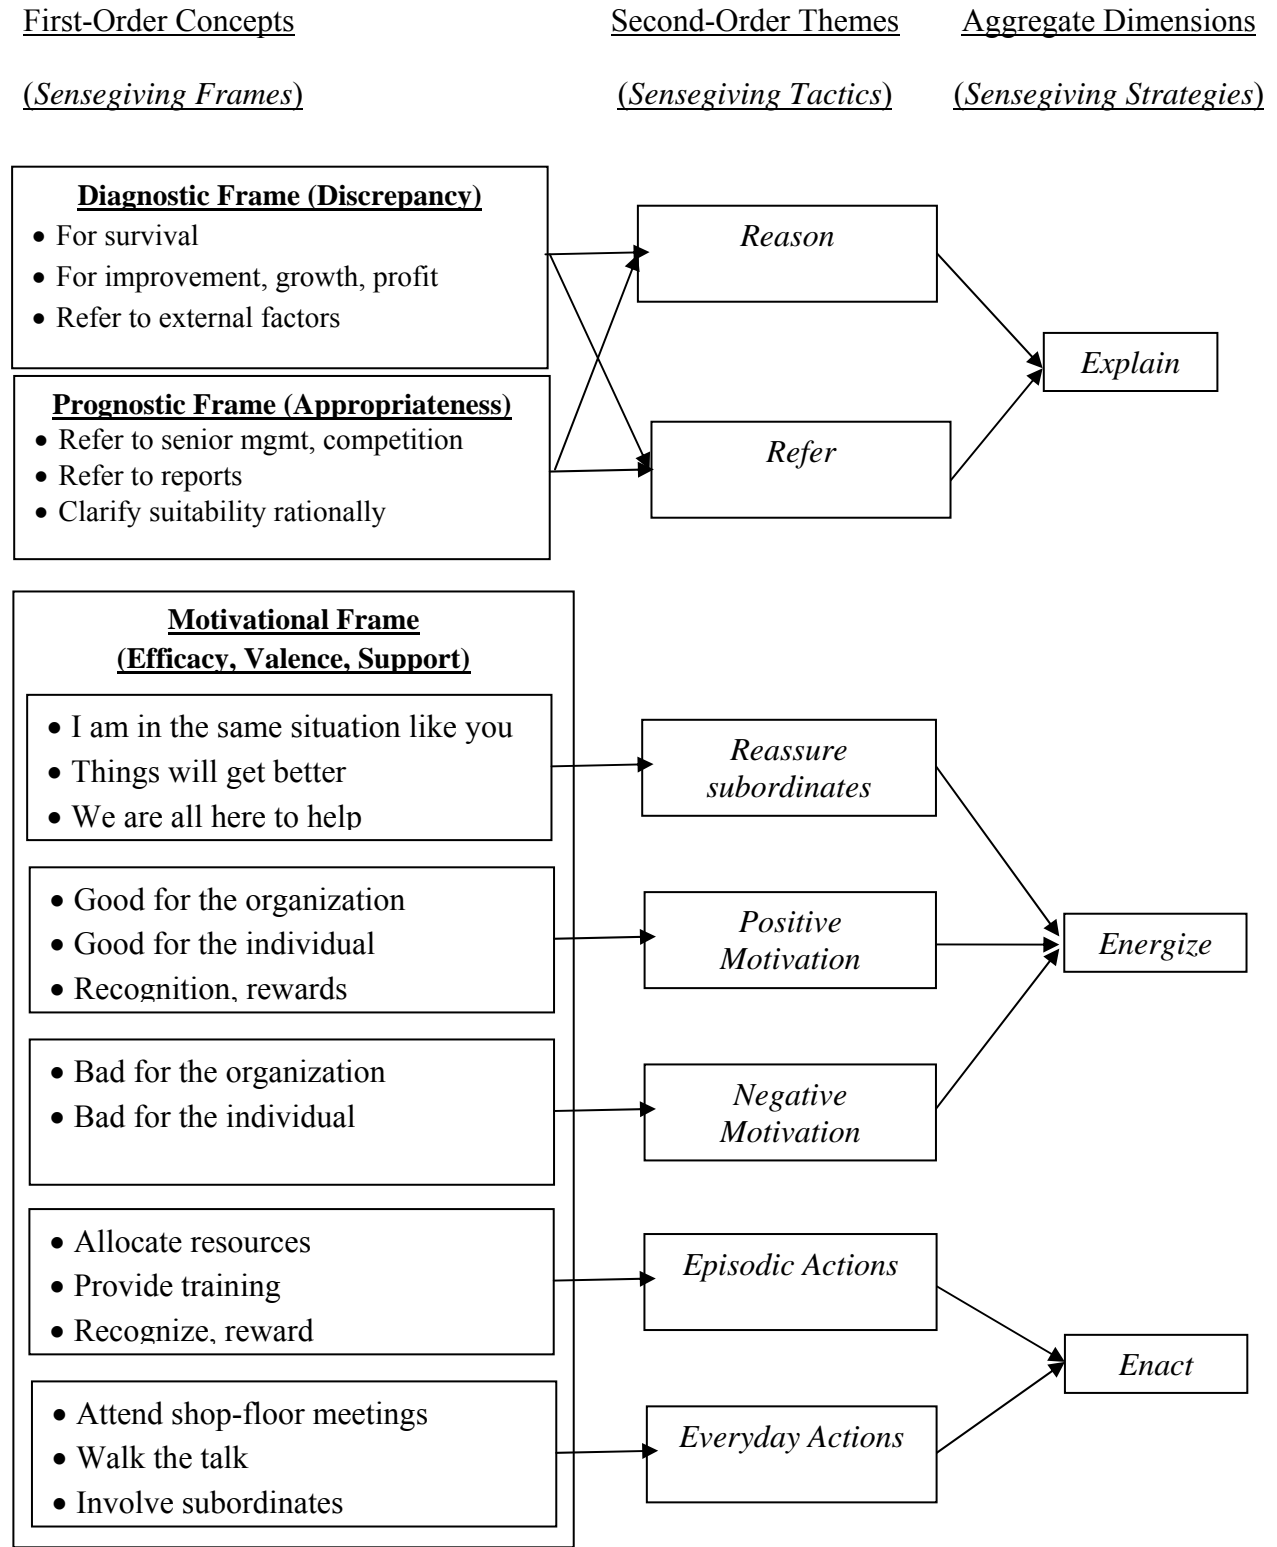 First-Order Concepts
Second-Order Themes
Aggregate Dimensions
(Sensegiving Frames)
(Sensegiving Tactics)
(Sensegiving Strategies)
Diagnostic Frame (Discrepancy)
• For survival
• For improvement, growth, profit
• Refer to external factors
Reason
Explain
Prognostic Frame (Appropriateness)
• Refer to senior mgmt, competition
• Refer to reports
• Clarify suitability rationally
Refer
Motivational Frame
(Efficacy, Valence, Support)
• I am in the same situation like you
• Things will get better
• We are all here to help
Reassure
subordinates
• Good for the organization
• Good for the individual
• Recognition, rewards
Positive
Motivation
Energize
• Bad for the organization
• Bad for the individual
Negative
Motivation
• Allocate resources
• Provide training
• Recognize, reward
Episodic Actions
Enact
• Attend shop-floor meetings
• Walk the talk
• Involve subordinates
Everyday Actions